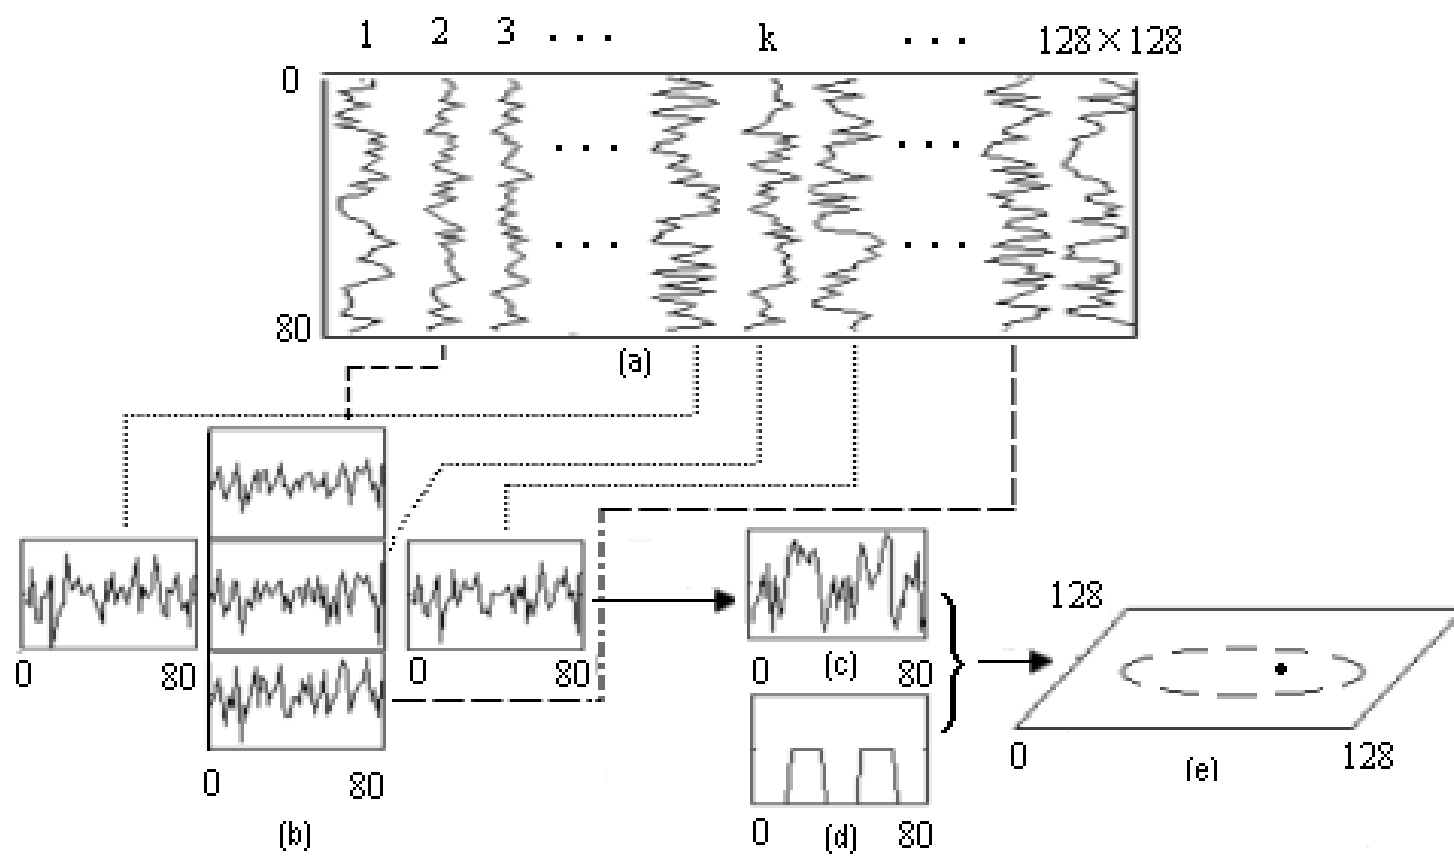 1 2 3 . . . k . . . 128×128
0
. . . . . .
. . . . . .
80
(a)
0 80 0 80
0 80
(b)
0 (c) 80
0 (d) 80
128
0 128
(e)